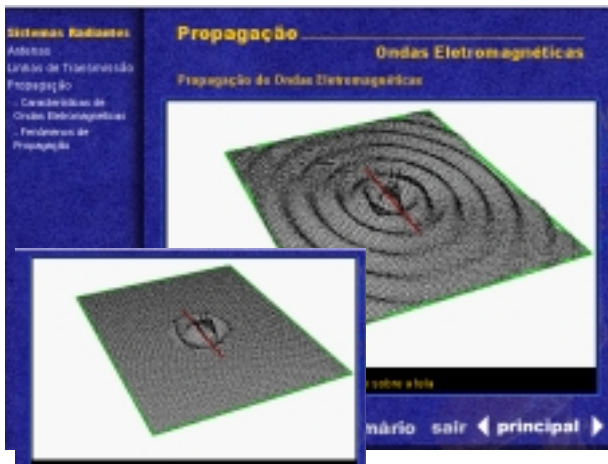 Sistemas Radiantes
Antenas
Linhas de Transmissão
Propagação
- Características de
Ondas Eletromagnéticas
- Fenômenos de
Propagação
Propagação
Ondas Eletromagnéticas
Propagação de Ondas Eletromagnéticas
sobre a tela
sair
principal